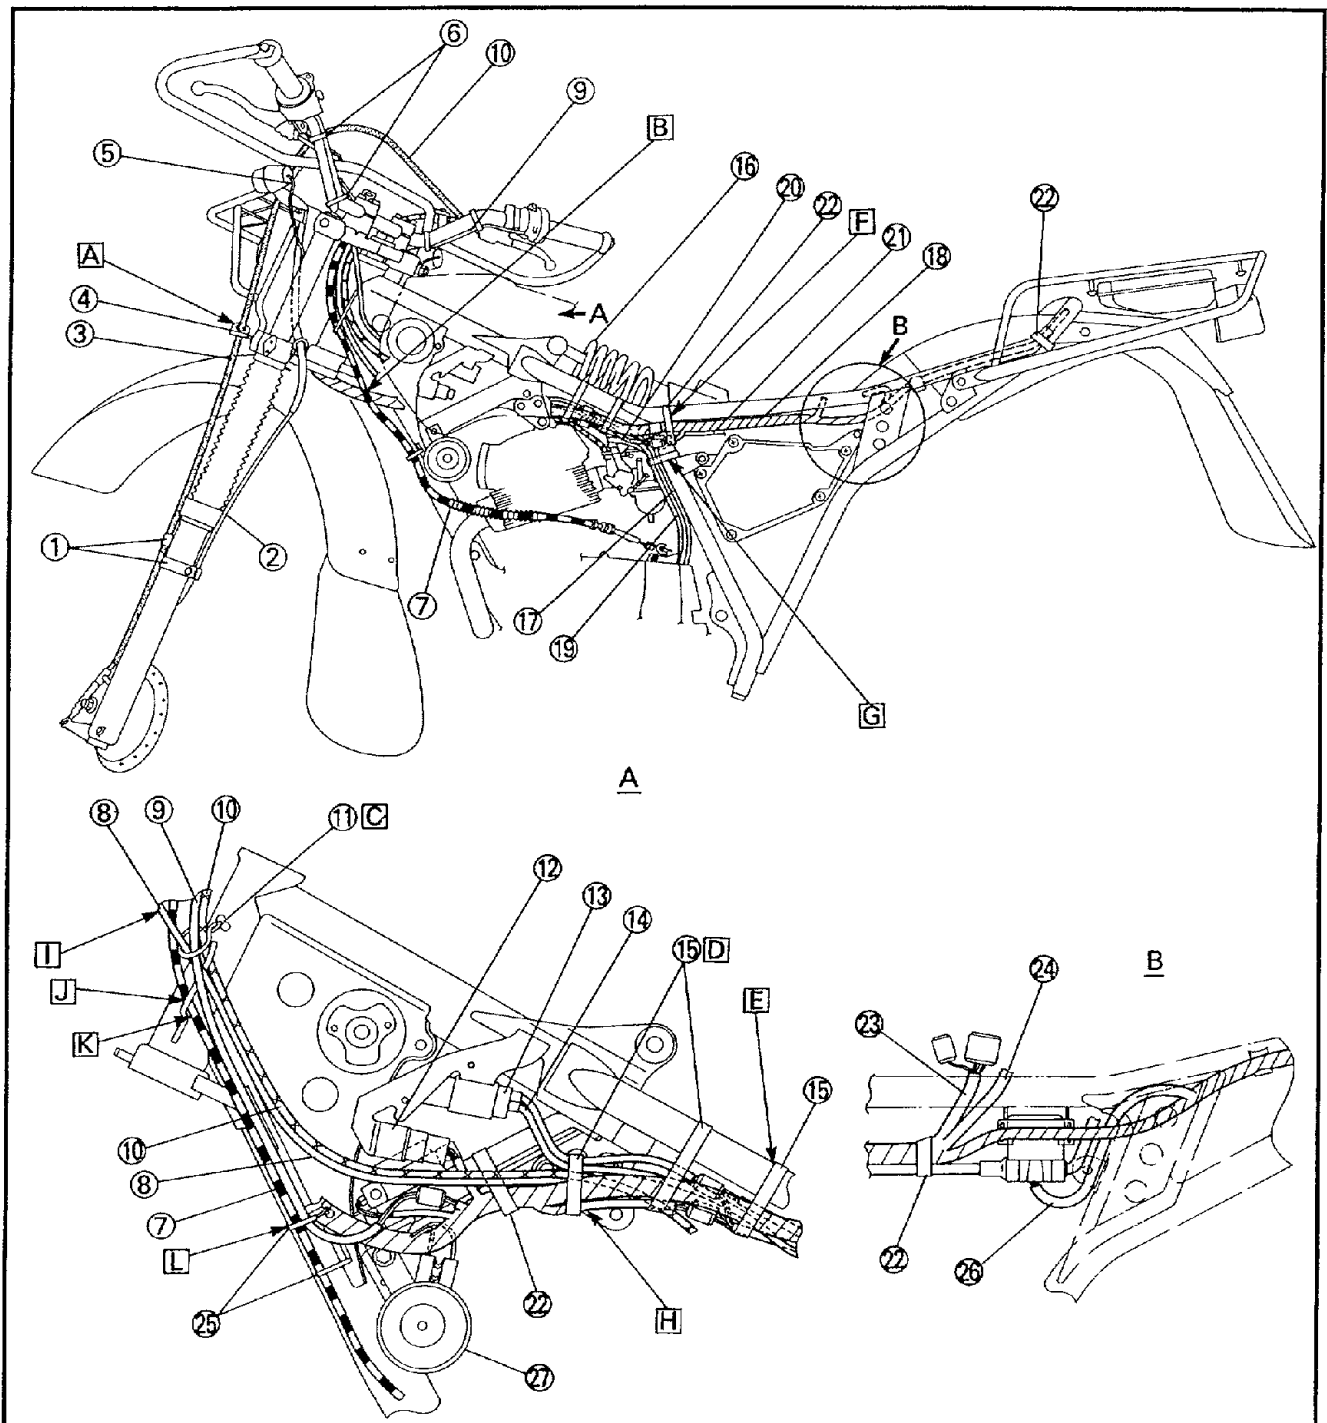 ⑥
⑩
⑨
B
⑤
⑯
⑳
㉒
F
㉑
⑱
㉒
A
④
③
A
B
①
②
⑦
⑰
⑲
G
A
⑧
⑨
⑩
⑪ C
⑫
⑬
⑭
⑮ D
E
⑮
I
J
K
⑩
⑧
⑦
L
㉕
㉒
H
㉗
B
㉔
㉓
㉒
㉖